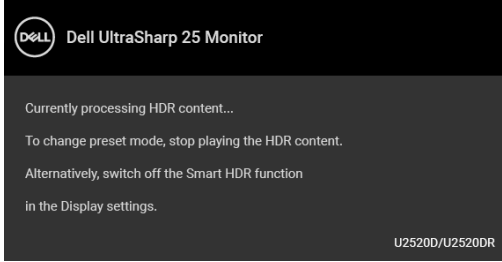 DELL
Dell UltraSharp 25 Monitor
Currently processing HDR content...
To change preset mode, stop playing the HDR content.
Alternatively, switch off the Smart HDR function
in the Display settings.
U2520D/U2520DR